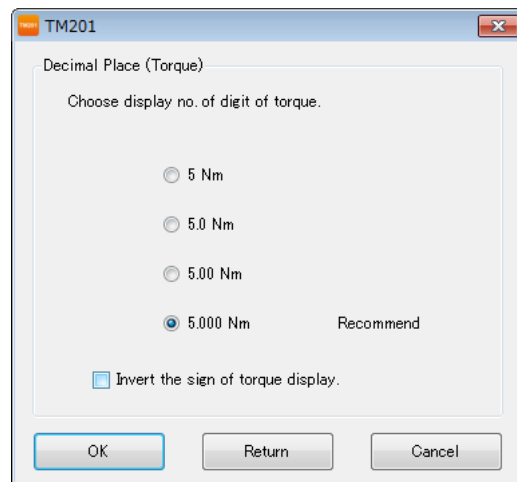 TM201
Decimal Place (Torque)
Choose display no. of digit of torque.
5 Nm
5.0 Nm
5.00 Nm
5.000 Nm Recommend
Invert the sign of torque display.
OK Return Cancel